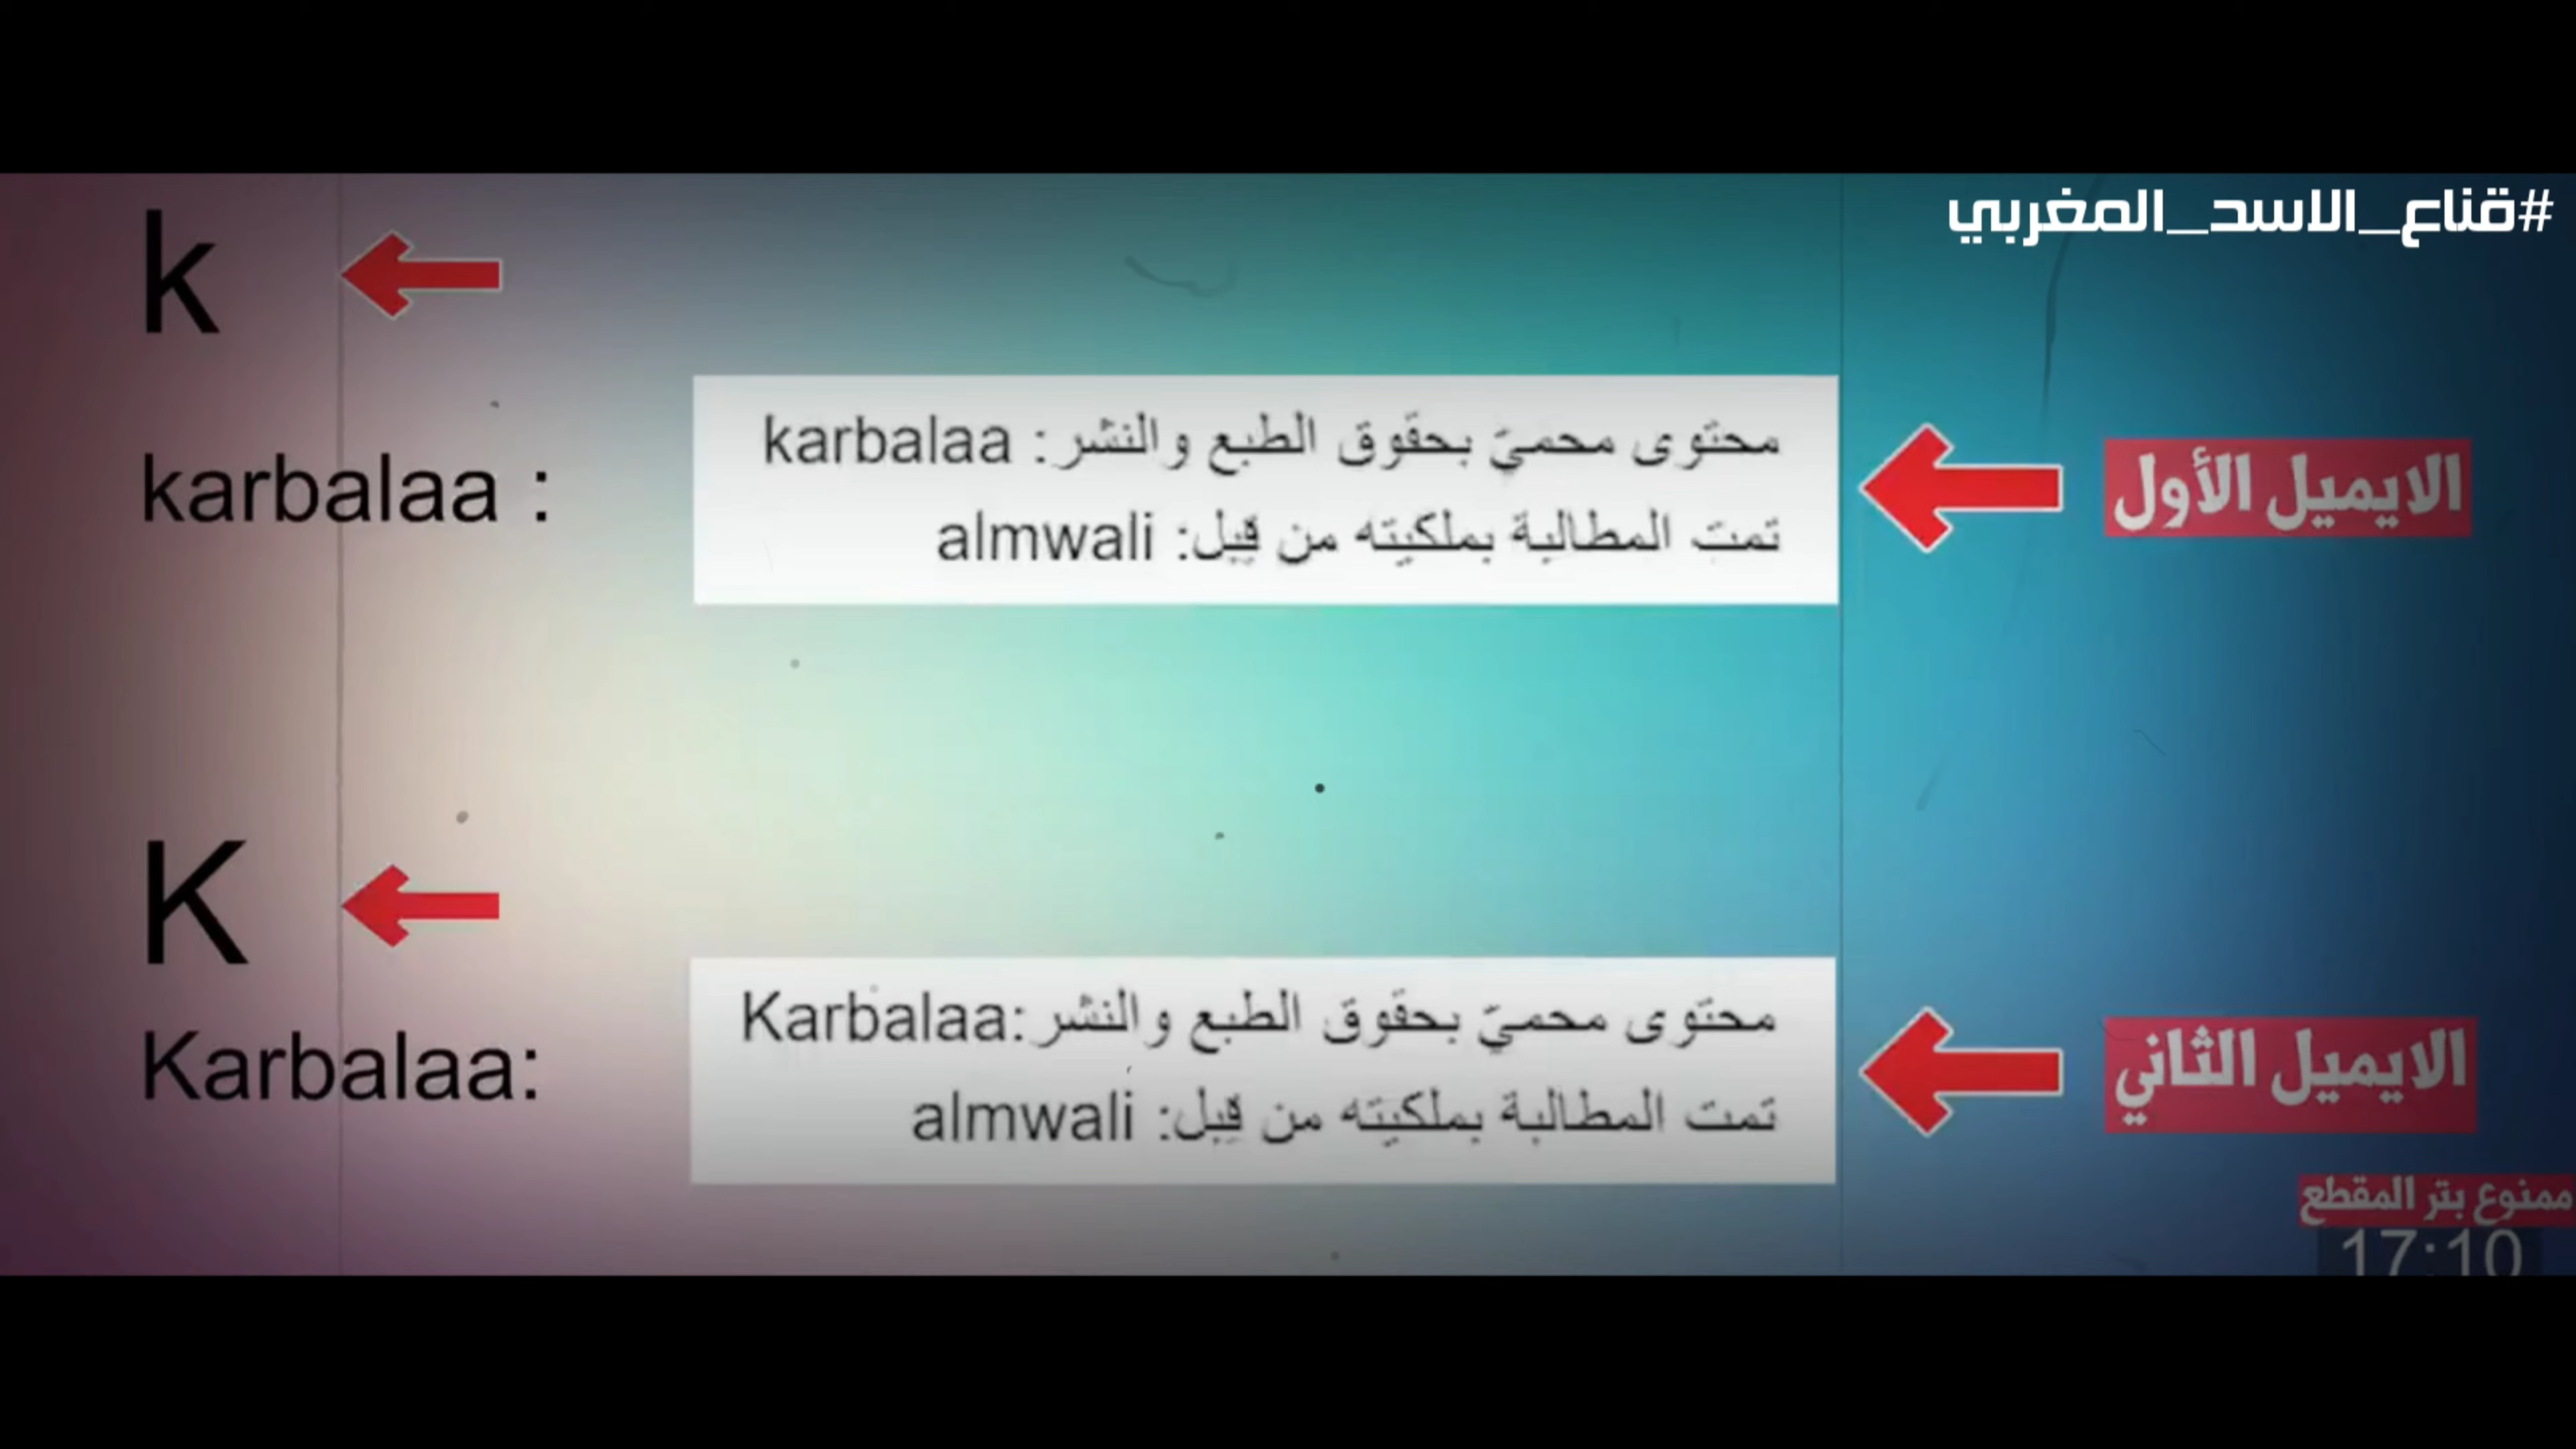 #قناع_الاسد_المغربي
k
karbalaa :
محتوى محميّ بحقوق الطبع والنشر: karbalaa
تمت المطالبة بملكيته من قِبل: almwali
الايميل الأول
K
Karbalaa:
محتوى محميّ بحقوق الطبع والنشر:Karbalaa
تمت المطالبة بملكيته من قِبل: almwali
الايميل الثاني
ممنوع بتر المقطع
17:10